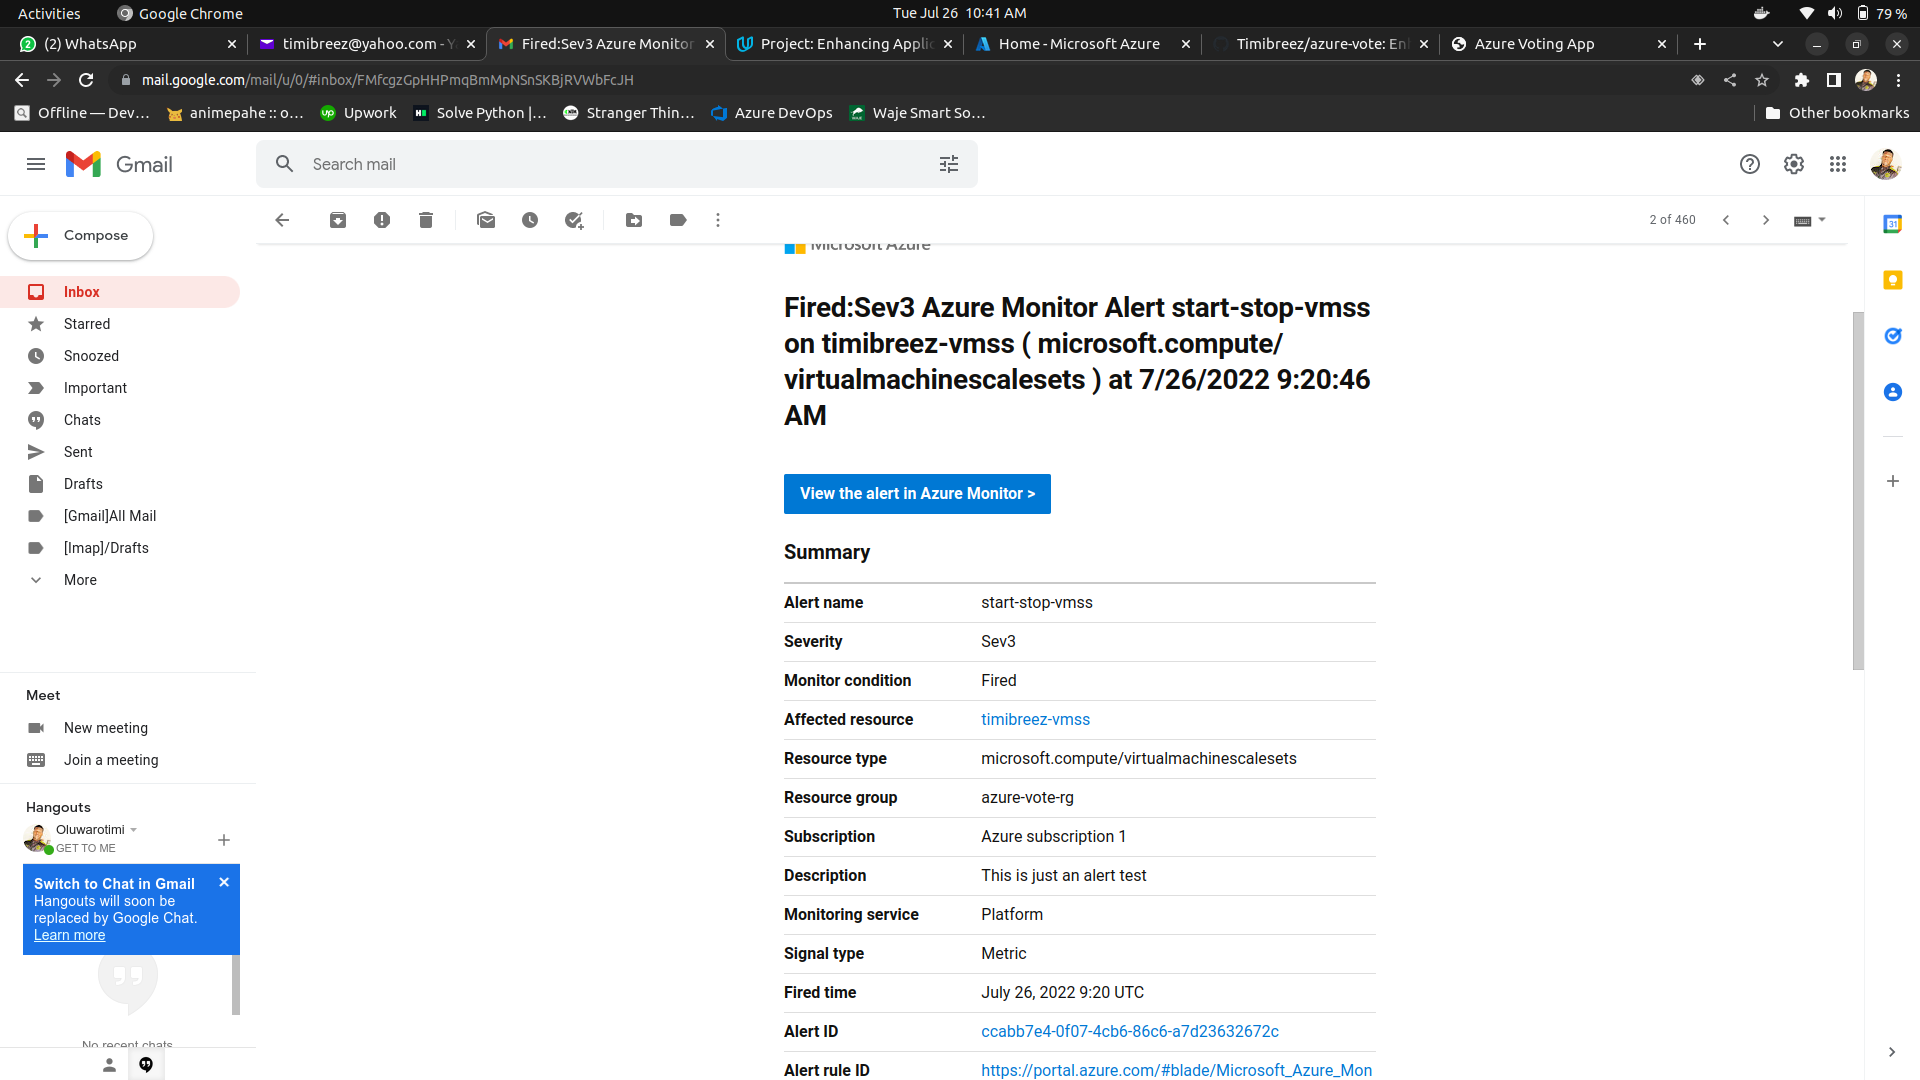 Activities
Google Chrome
Tue Jul 26 10:41 AM
79 %
(2) WhatsApp
timibreez@yahoo.com - Y
Fired:Sev3 Azure Monitor
Project: Enhancing Applic
Home - Microsoft Azure
Timibreez/azure-vote: En
Azure Voting App
mail.google.com/mail/u/0/#inbox/FMfcgzGpHHPmqBmMpNSnSKBjRVWbFcJH
Offline — Dev…
animepahe :: o…
Upwork
Solve Python |…
Stranger Thin…
Azure DevOps
Waje Smart So…
Other bookmarks
Gmail
Search mail
Compose
2 of 460
Inbox
Starred
Snoozed
Important
Chats
Sent
Drafts
[Gmail]All Mail
[Imap]/Drafts
More
Meet
New meeting
Join a meeting
Hangouts
Oluwarotimi
GET TO ME
Switch to Chat in Gmail
Hangouts will soon be
replaced by Google Chat.
Learn more
No recent chats
Microsoft Azure
Fired:Sev3 Azure Monitor Alert start-stop-vmss
on timibreez-vmss ( microsoft.compute/
virtualmachinescalesets ) at 7/26/2022 9:20:46
AM
View the alert in Azure Monitor >
Summary
Alert name start-stop-vmss
Severity Sev3
Monitor condition Fired
Affected resource timibreez-vmss
Resource type microsoft.compute/virtualmachinescalesets
Resource group azure-vote-rg
Subscription Azure subscription 1
Description This is just an alert test
Monitoring service Platform
Signal type Metric
Fired time July 26, 2022 9:20 UTC
Alert ID ccabb7e4-0f07-4cb6-86c6-a7d23632672c
Alert rule ID https://portal.azure.com/#blade/Microsoft_Azure_Mon